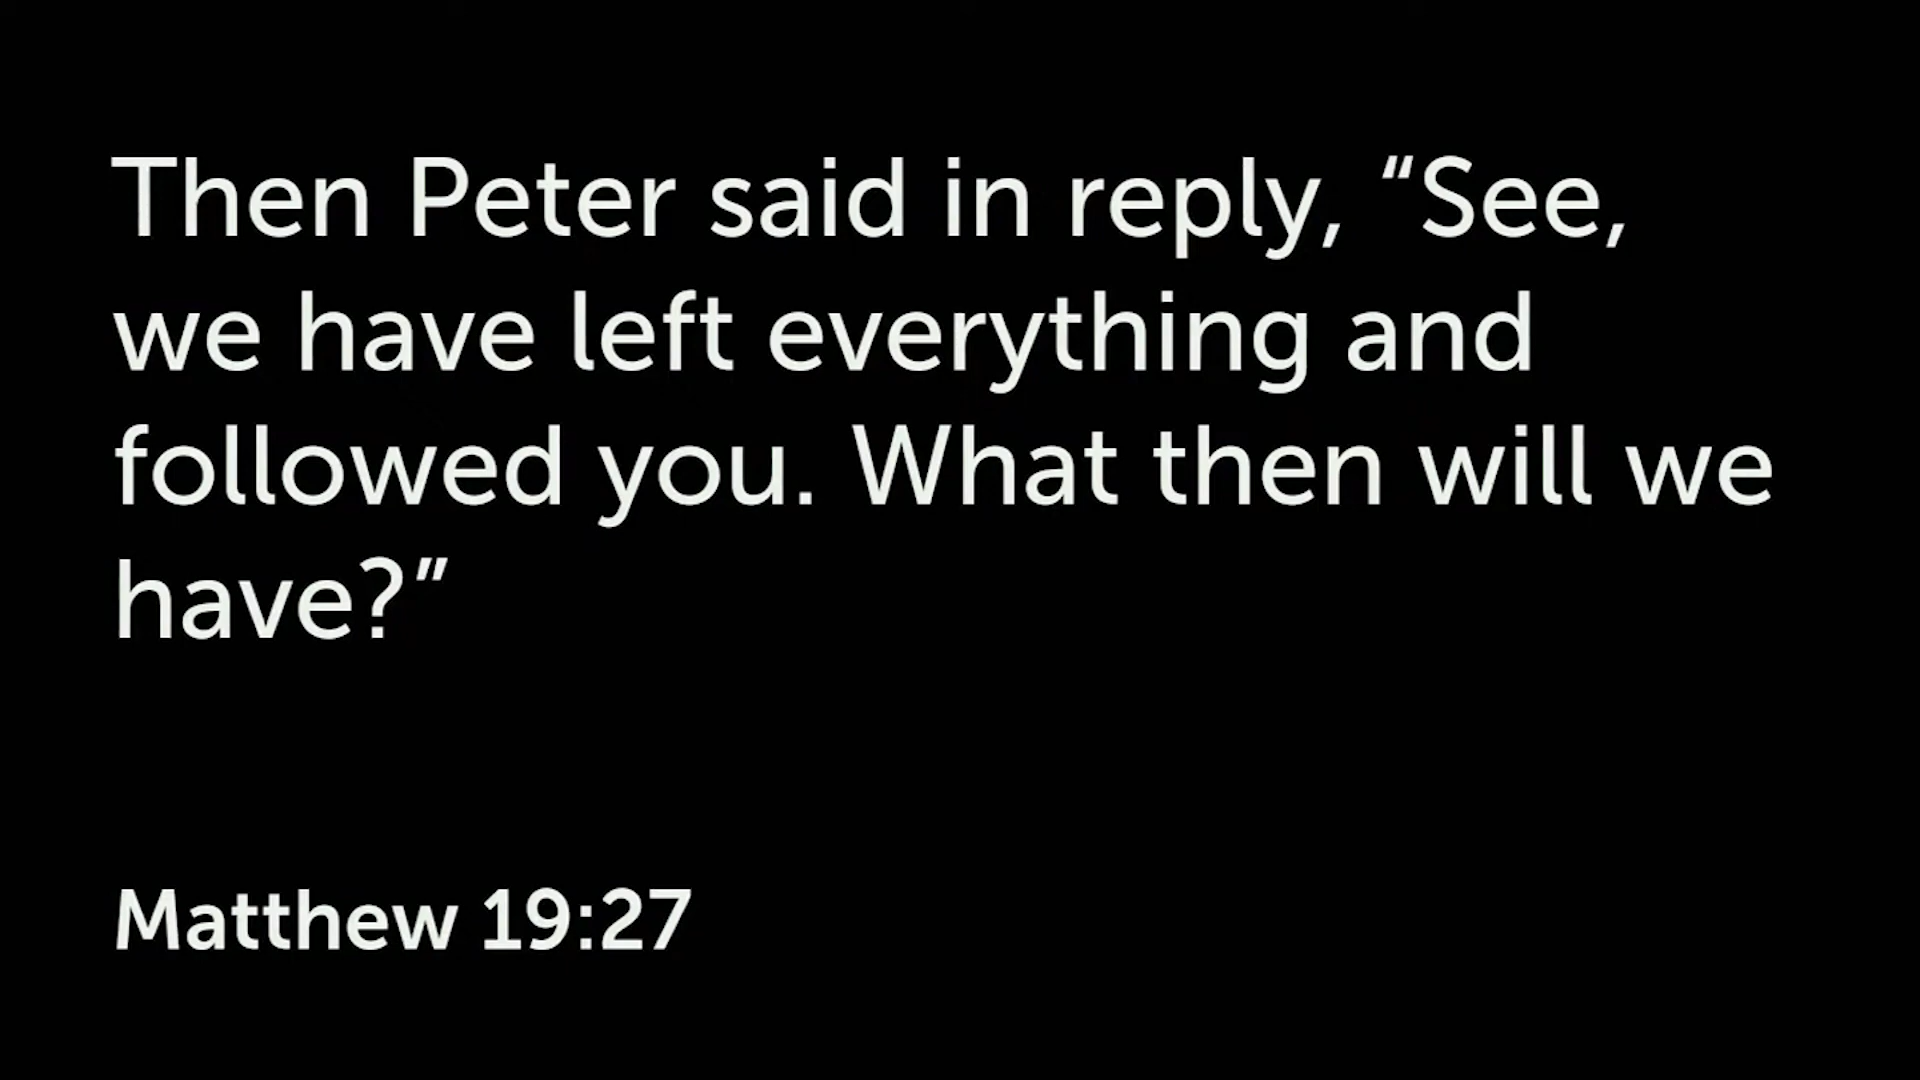 Then Peter said in reply, “See,
we have left everything and
followed you. What then will we
have?”
Matthew 19:27